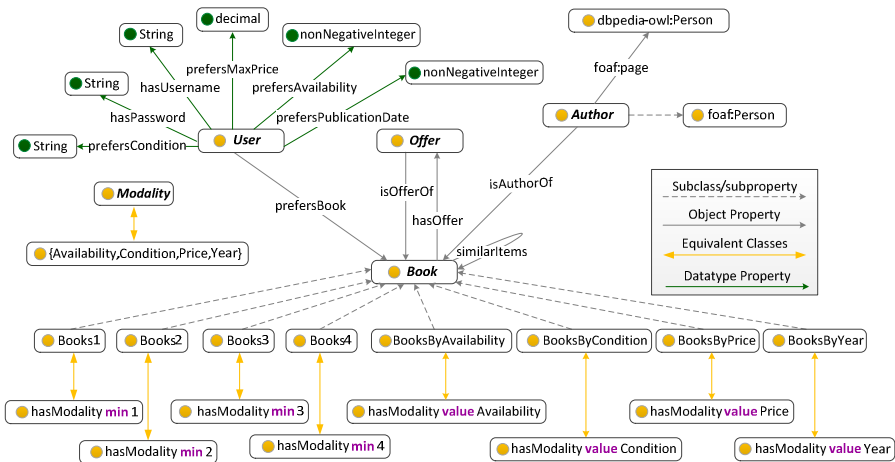 decimal
dbpedia-owl:Person
String
nonNegativeInteger
foaf:page
prefersMaxPrice
nonNegativeInteger
String
hasUsername
prefersAvailability
hasPassword
prefersPublicationDate
Author
foaf:Person
String
prefersCondition
User
Offer
Modality
isOfferOf
isAuthorOf
Subclass/subproperty
prefersBook
hasOffer
Object Property
{Availability,Condition,Price,Year}
similarItems
Equivalent Classes
Book
Datatype Property
Books1
Books2
Books3
Books4
BooksByAvailability
BooksByCondition
BooksByPrice
BooksByYear
hasModality min 1
hasModality min 3
hasModality value Availability
hasModality value Price
hasModality min 2
hasModality min 4
hasModality value Condition
hasModality value Year